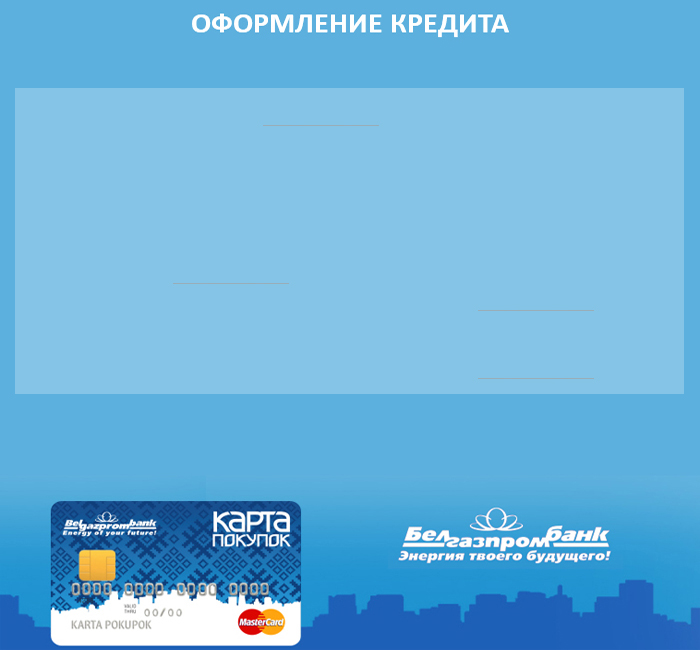 ОФОРМЛЕНИЕ КРЕДИТА
Belgazprombank
Energy of your future!
КАРТА
ПОКУПОК
0000 0000 0000 0000
VALID
THRU
00/00
KARTA POKUPOK
MasterCard
Белгазпромбанк
Энергия твоего будущего!